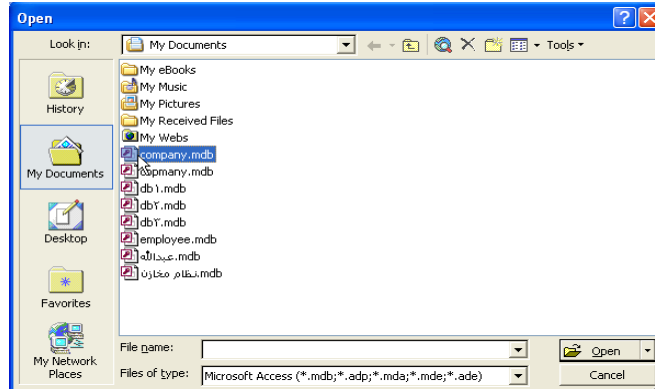 Open
Look in:
My Documents
Tools
History
My Documents
Desktop
Favorites
My Network Places
My eBooks
My Music
My Pictures
My Received Files
My Webs
company.mdb
copmany.mdb
db١.mdb
db٢.mdb
db٣.mdb
employee.mdb
عبدالله.mdb
نظام مخازن.mdb
File name:
Open
Files of type:
Microsoft Access (*.mdb;*.adp;*.mda;*.mde;*.ade)
Cancel